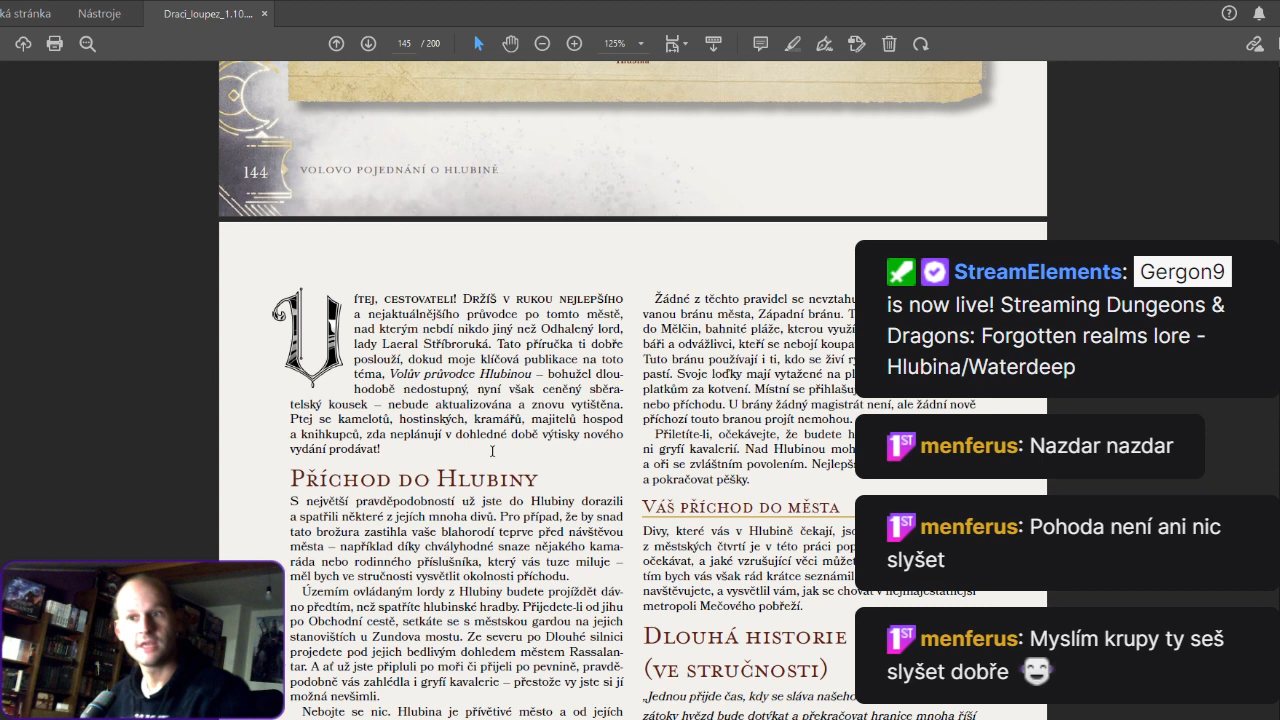 ká stránka
Nástroje
Draci_loupez_1.10....
145 / 200
125%
144
VOLOVO POJEDNÁNÍ O HLUBINĚ
UÍTEJ, CESTOVATELI! DRŽÍŠ V RUKOU NEJLEPŠÍHO
a nejaktuálnějšího průvodce po tomto městě,
nad kterým nebdí nikdo jiný než Odhalený lord,
lady Laeral Stříbroruká. Tato příručka ti dobře
poslouží, dokud moje klíčová publikace na toto
téma, Volův průvodce Hlubinou – bohužel dlou-
hodobě nedostupný, nyní však ceněný sběra-
telský kousek – nebude aktualizována a znovu vytištěna.
Ptej se kamelotů, hostinských, kramářů, majitelů hospod
a knihkupců, zda neplánují v dohledné době výtisky nového
vydání prodávat!
PŘÍCHOD DO HLUBINY
S největší pravděpodobností už jste do Hlubiny dorazili
a spatřili některé z jejích mnoha divů. Pro případ, že by snad
tato brožura zastihla vaše blahorodí teprve před návštěvou
města – například díky chvályhodné snaze nějakého kama-
ráda nebo rodinného příslušníka, který vás tuze miluje –
měl bych ve stručnosti vysvětlit okolnosti příchodu.
Územím ovládaným lordy z Hlubiny budete projíždět dáv-
no předtím, než spatříte hlubinské hradby. Přijedete-li od jihu
po Obchodní cestě, setkáte se s městskou gardou na jejich
stanovištích u Zundova mostu. Ze severu po Dlouhé silnici
projedete pod jejich bedlivým dohledem městem Rassalan-
tar. A ať už jste připluli po moři či přijeli po pevnině, pravdě-
podobně vás zahlédla i gryfí kavalerie – přestože vy jste si jí
možná nevšimli.
Nebojte se nic. Hlubina je přívětivé město a od jejích
Žádné z těchto pravidel se nevztahu
vanou bránu města, Západní bránu. T
do Mělčin, bahnité pláže, kterou využí
báři a odvážlivci, kteří se nebojí koupa
Tuto bránu používají i ti, kdo se živí ry
pastí. Svoje loďky mají vytažené na pl
platkům za kotvení. Místní se přihlašuj
nebo příchodu. U brány žádný magistrát není, ale žádní nově
příchozí touto branou projít nemohou.
Přiletíte-li, očekávejte, že budete h
ni gryfí kavalerií. Nad Hlubinou moh
a oři se zvláštním povolením. Nejlepš
a pokračovat pěšky.
VÁŠ PŘÍCHOD DO MĚSTA
Divy, které vás v Hlubině čekají, jso
z městských čtvrtí je v této práci pop
očekávat, a jaké vzrušující věci můžet
tím bych vás však rád krátce seznámil
navštěvujete, a vysvětlil vám, jak se chovat v nejmajestátnější
metropoli Mečového pobřeží.
DLOUHÁ HISTORIE
(VE STRUČNOSTI)
„Jednou přijde čas, kdy se sláva našeho
zátoky hvězd bude dotýkat a překračovat hranice mnoha říší
StreamElements: Gergon9
is now live! Streaming Dungeons &
Dragons: Forgotten realms lore -
Hlubina/Waterdeep
1ST menferus: Nazdar nazdar
1ST menferus: Pohoda není ani nic
slyšet
1ST menferus: Myslím krupy ty seš
slyšet dobře